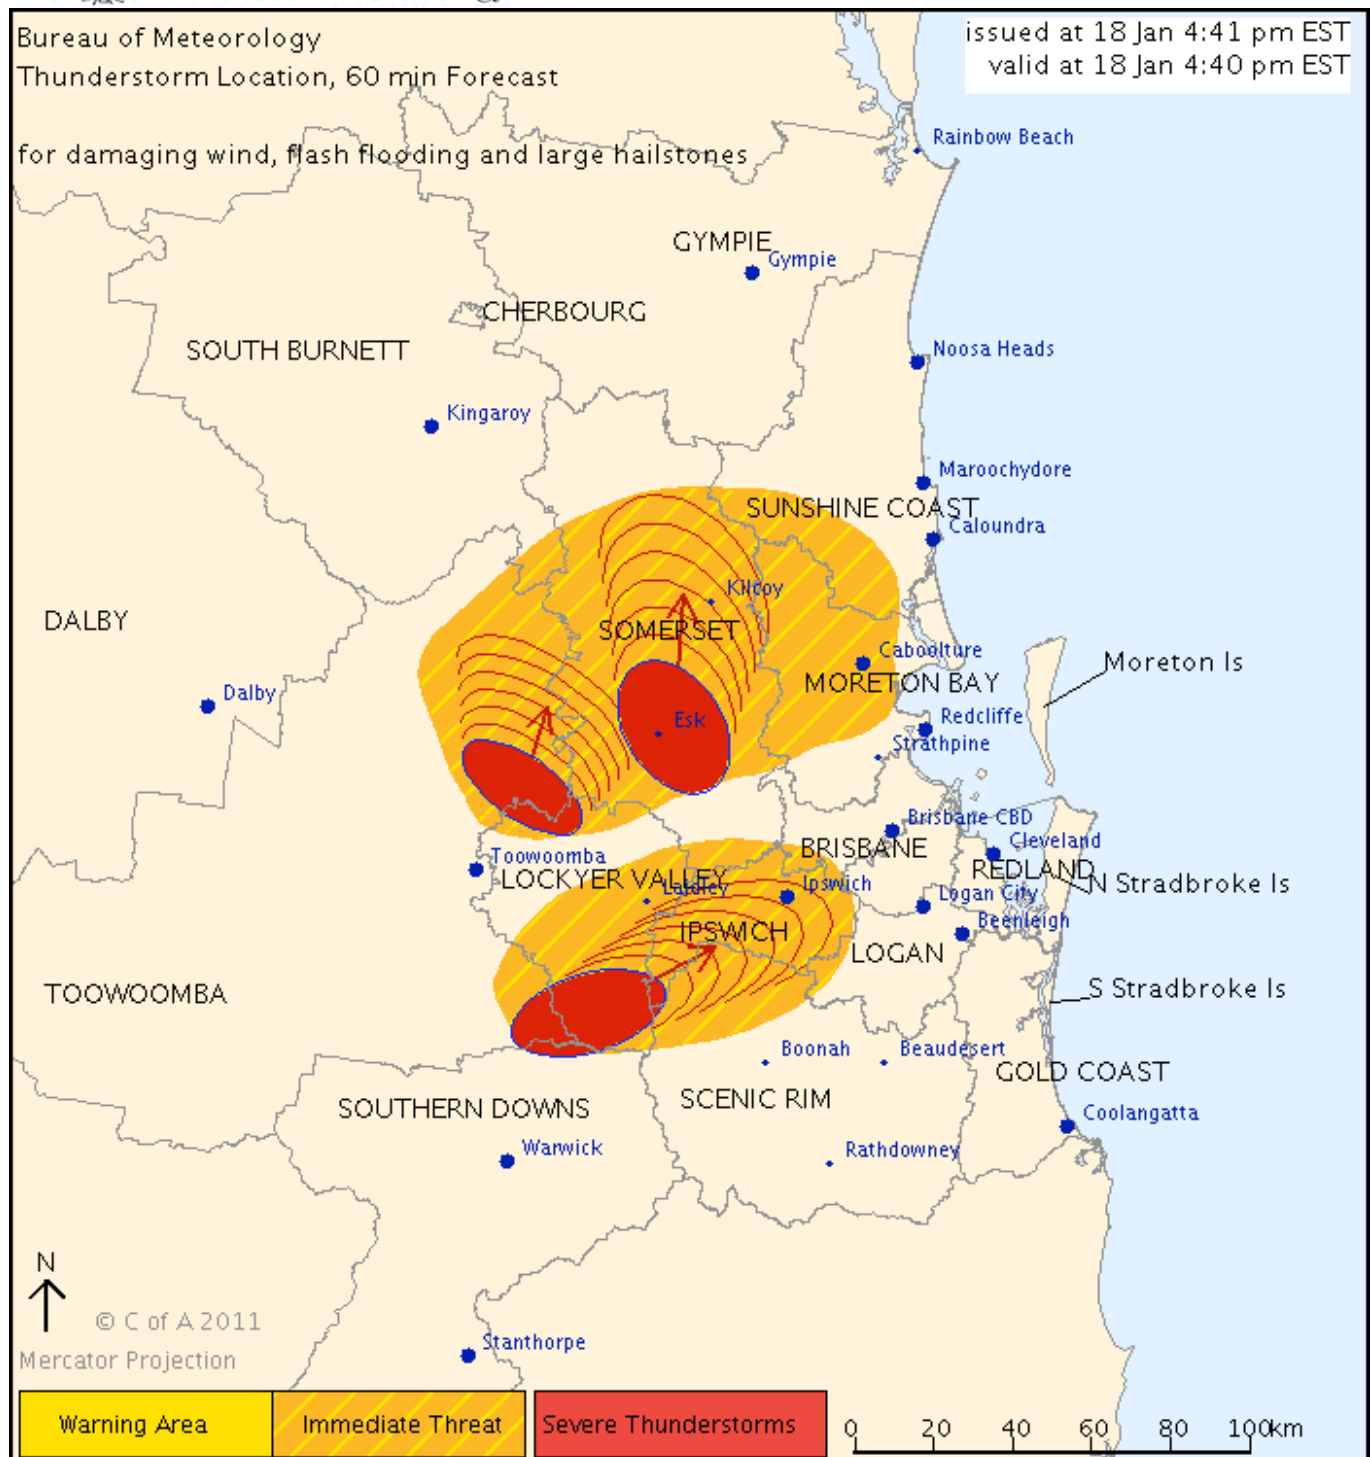 Bureau of Meteorology
issued at 18 Jan 4:41 pm EST
Thunderstorm Location, 60 min Forecast
valid at 18 Jan 4:40 pm EST
for damaging wind, flash flooding and large hailstones
Rainbow Beach
GYMPIE
Gympie
CHERBOURG
SOUTH BURNETT
Noosa Heads
Kingaroy
Maroochydore
SUNSHINE COAST
Caloundra
Kilcoy
DALBY
SOMERSET
Caboolture
Moreton Is
MORETON BAY
Dalby
Esk
Redcliffe
Strathpine
Brisbane CBD
BRISBANE
Cleveland
Toowoomba
REDLAND
LOCKYER VALLEY
Laidley
Ipswich
N Stradbroke Is
Logan City
Beenleigh
IPSWICH
LOGAN
TOOWOOMBA
S Stradbroke Is
Boonah
Beaudesert
GOLD COAST
SCENIC RIM
SOUTHERN DOWNS
Coolangatta
Warwick
Rathdowney
N
© C of A 2011
Stanthorpe
Mercator Projection
Warning Area
Immediate Threat
Severe Thunderstorms
0 20 40 60 80 100km